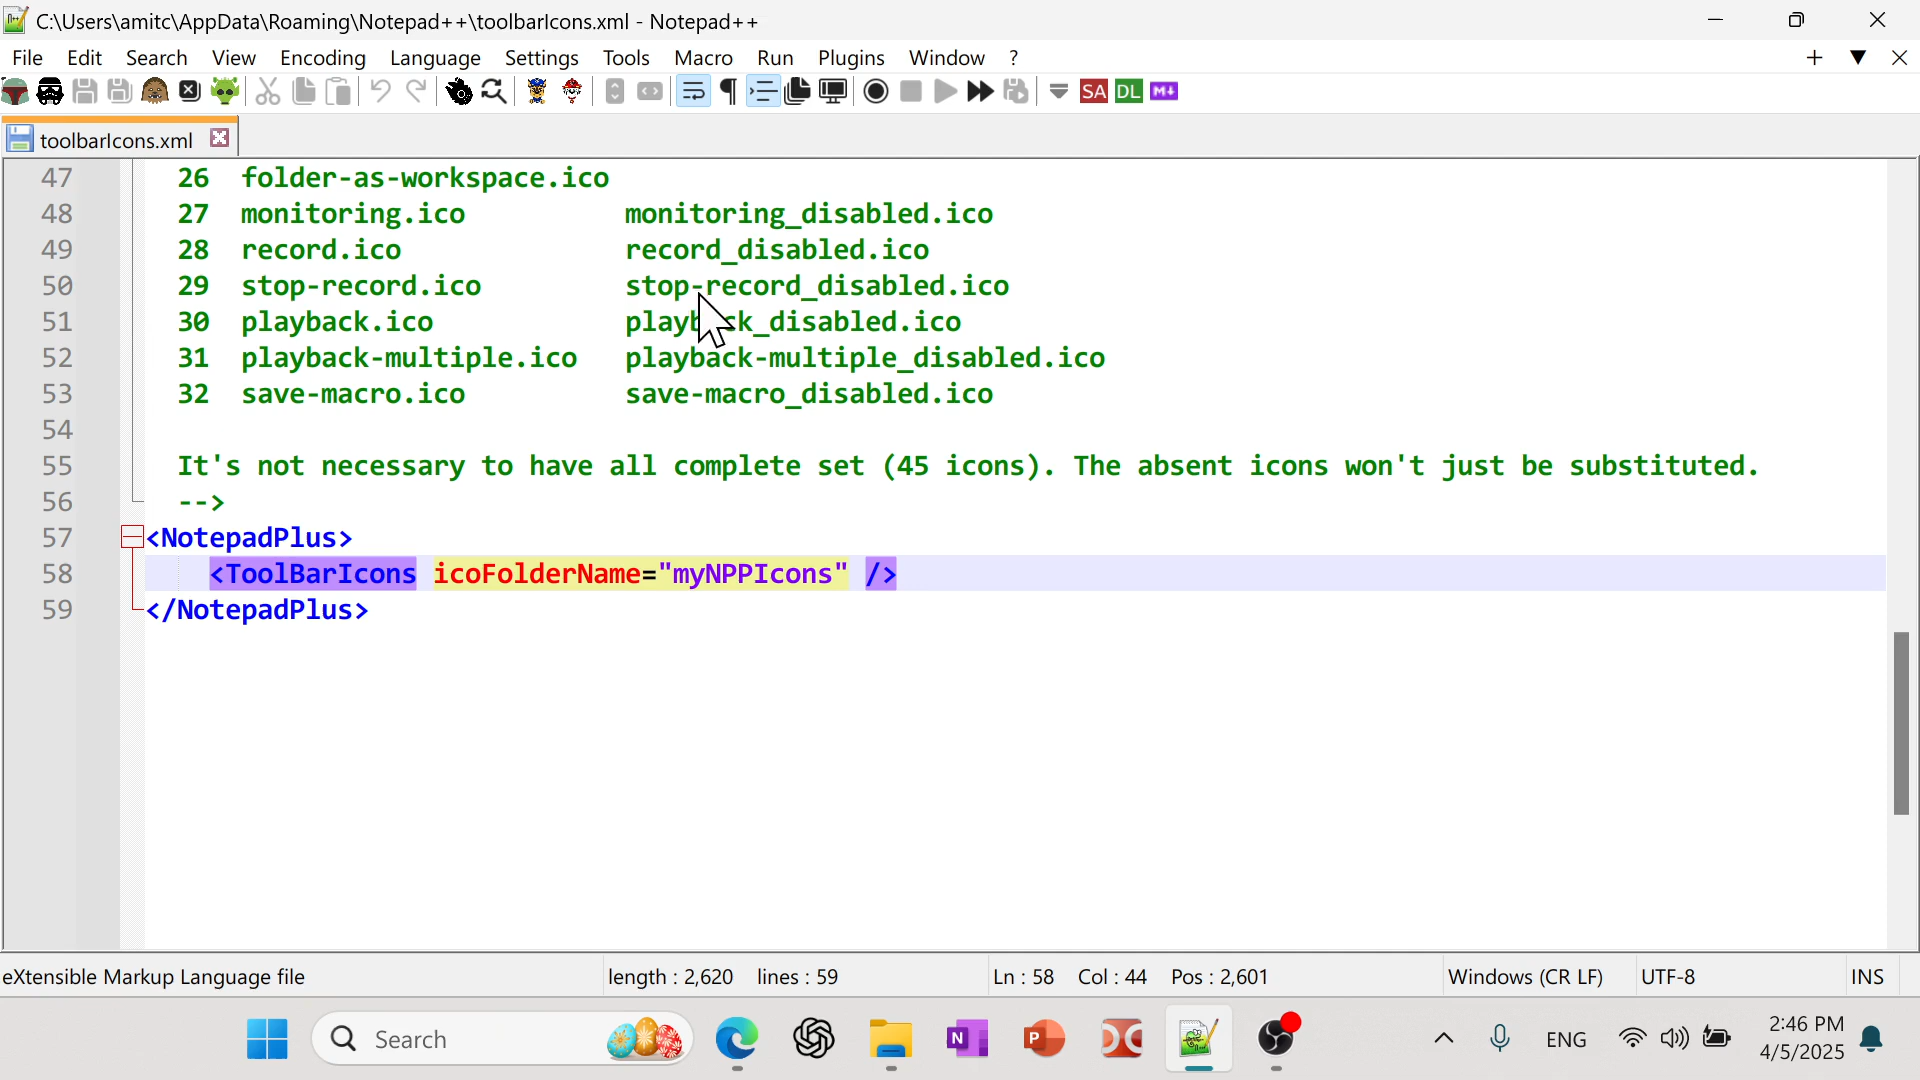 C:\Users\amitc\AppData\Roaming\Notepad++\toolbarIcons.xml - Notepad++
File Edit Search View Encoding Language Settings Tools Macro Run Plugins Window ?
SA DL M↓
toolbarIcons.xml
47 26 folder-as-workspace.ico
48 27 monitoring.ico monitoring_disabled.ico
49 28 record.ico record_disabled.ico
50 29 stop-record.ico stop-record_disabled.ico
51 30 playback.ico playback_disabled.ico
52 31 playback-multiple.ico playback-multiple_disabled.ico
53 32 save-macro.ico save-macro_disabled.ico
54
55 It's not necessary to have all complete set (45 icons). The absent icons won't just be substituted.
56 -->
57 <NotepadPlus>
58 <ToolBarIcons icoFolderName="myNPPIcons" />
59 </NotepadPlus>
eXtensible Markup Language file length : 2,620 lines : 59 Ln : 58 Col : 44 Pos : 2,601 Windows (CR LF) UTF-8 INS
Search N P ENG 2:46 PM
4/5/2025